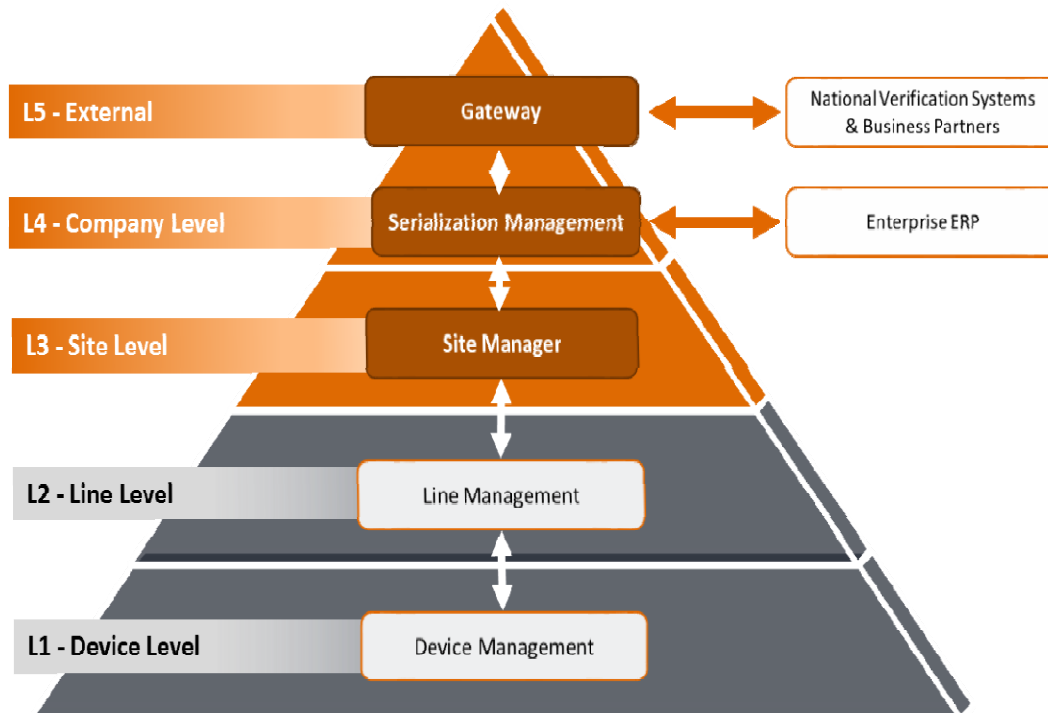 L5 - External
Gateway
National Verification Systems
& Business Partners
L4 - Company Level
Serialization Management
Enterprise ERP
L3 - Site Level
Site Manager
L2 - Line Level
Line Management
L1 - Device Level
Device Management